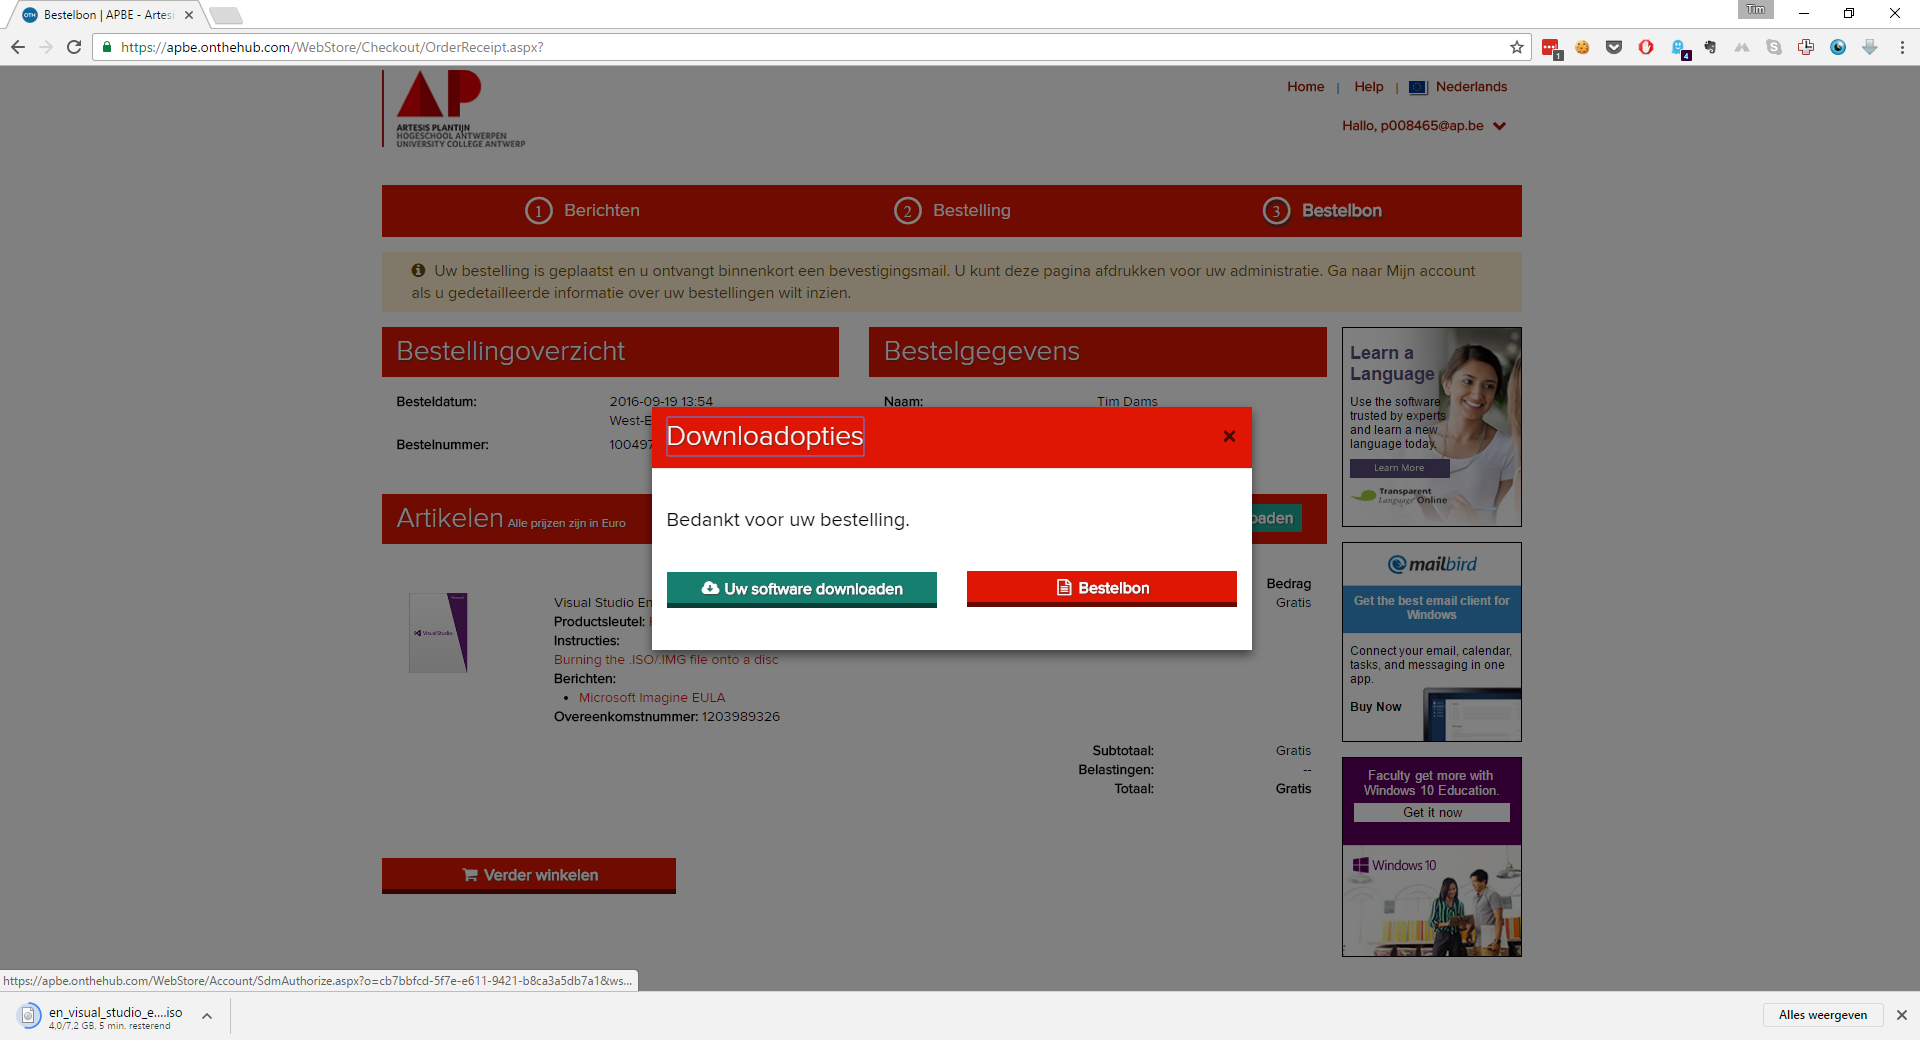 Bestelbon | APBE - Artes
Tim
https://apbe.onthehub.com/WebStore/Checkout/OrderReceipt.aspx?
1
4
AP
ARTESIS PLANTIJN
HOGESCHOOL ANTWERPEN
UNIVERSITY COLLEGE ANTWERP
Home | Help | Nederlands
Hallo, p008465@ap.be
1 Berichten
2 Bestelling
3 Bestelbon
Uw bestelling is geplaatst en u ontvangt binnenkort een bevestigingsmail. U kunt deze pagina afdrukken voor uw administratie. Ga naar Mijn account
als u gedetailleerde informatie over uw bestellingen wilt inzien.
Bestellingoverzicht
Besteldatum: 2016-09-19 13:54
West-E
Bestelnummer: 100497
Bestelgegevens
Naam: Tim Dams
Downloadopties
Bedankt voor uw bestelling.
Uw software downloaden
Bestelbon
Artikelen Alle prijzen zijn in Euro
oaden
Bedrag
Visual Studio En
Gratis
Productsleutel:
Instructies:
Burning the .ISO/.IMG file onto a disc
Berichten:
• Microsoft Imagine EULA
Overeenkomstnummer: 1203989326
VisualStudio
Subtotaal: Gratis
Belastingen: --
Totaal: Gratis
Verder winkelen
Learn a
Language
Use the software
trusted by experts
and learn a new
language today.
Learn More
Transparent
Language Online
mailbird
Get the best email client for
Windows
Connect your email, calendar,
tasks, and messaging in one
app.
Buy Now
Faculty get more with
Windows 10 Education.
Get it now
Windows 10
https://apbe.onthehub.com/WebStore/Account/SdmAuthorize.aspx?o=cb7bbfcd-5f7e-e611-9421-b8ca3a5db7a1&ws...
en_visual_studio_e....iso
4,0/7,2 GB, 5 min. resterend
Alles weergeven